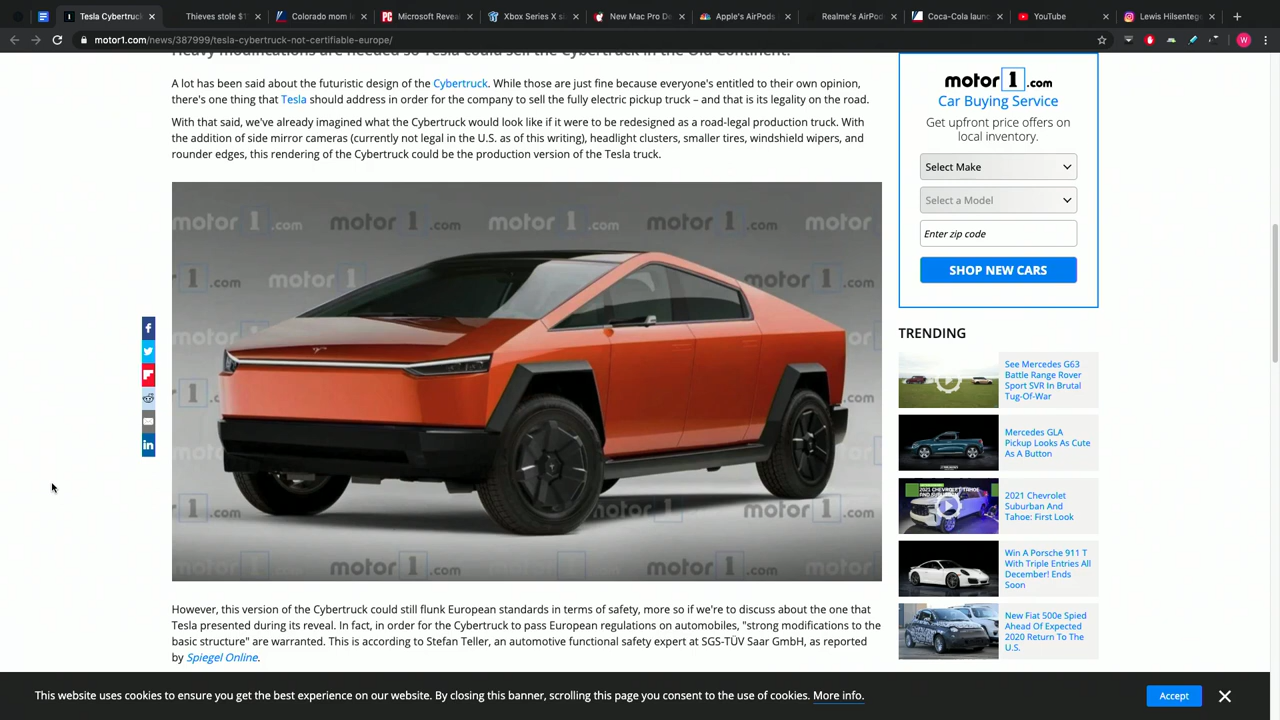 Tesla Cybertruck
Thieves stole $1
Colorado mom l
Microsoft Revea
Xbox Series X s
New Mac Pro De
Apple's AirPods
Realme's AirPod
Coca-Cola launc
YouTube
Lewis Hilsenteg
motor1.com/news/387999/tesla-cybertruck-not-certifiable-europe/
W
Heavy modifications are needed so Tesla could sell the Cybertruck in the Old Continent.
A lot has been said about the futuristic design of the Cybertruck. While those are just fine because everyone's entitled to their own opinion,
there's one thing that Tesla should address in order for the company to sell the fully electric pickup truck – and that is its legality on the road.
With that said, we've already imagined what the Cybertruck would look like if it were to be redesigned as a road-legal production truck. With
the addition of side mirror cameras (currently not legal in the U.S. as of this writing), headlight clusters, smaller tires, windshield wipers, and
rounder edges, this rendering of the Cybertruck could be the production version of the Tesla truck.
motor1.com
However, this version of the Cybertruck could still flunk European standards in terms of safety, more so if we're to discuss about the one that
Tesla presented during its reveal. In fact, in order for the Cybertruck to pass European regulations on automobiles, "strong modifications to the
basic structure" are warranted. This is according to Stefan Teller, an automotive functional safety expert at SGS-TÜV Saar GmbH, as reported
by Spiegel Online.
motor1.com
Car Buying Service
Get upfront price offers on
local inventory.
Select Make
Select a Model
Enter zip code
SHOP NEW CARS
TRENDING
See Mercedes G63
Battle Range Rover
Sport SVR In Brutal
Tug-Of-War
Mercedes GLA
Pickup Looks As Cute
As A Button
2021 Chevrolet
Suburban And
Tahoe: First Look
Win A Porsche 911 T
With Triple Entries All
December! Ends
Soon
New Fiat 500e Spied
Ahead Of Expected
2020 Return To The
U.S.
This website uses cookies to ensure you get the best experience on our website. By closing this banner, scrolling this page you consent to the use of cookies. More info.
Accept